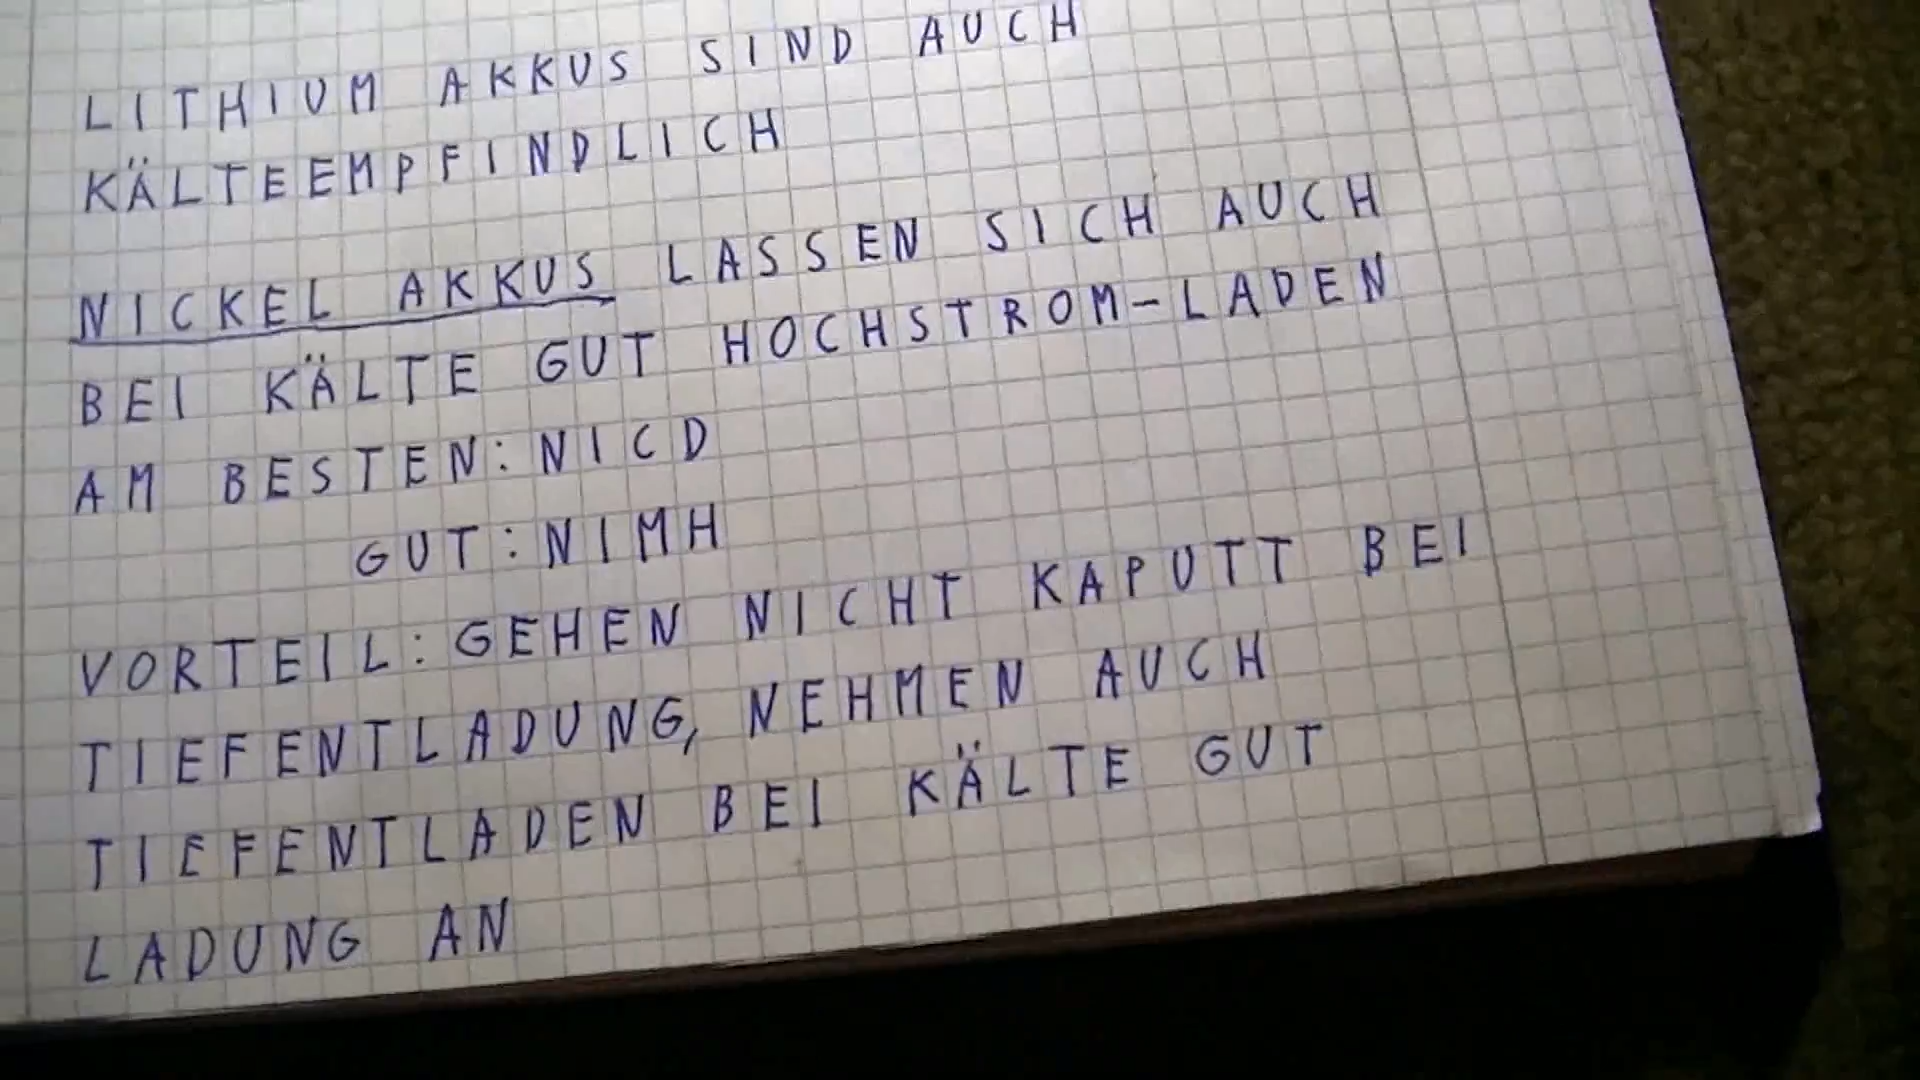 LITHIUM AKKUS SIND AUCH
KÄLTEEMPFINDLICH
NICKEL AKKUS LASSEN SICH AUCH
BEI KÄLTE GUT HOCHSTROM-LADEN
AM BESTEN: NICD
GUT: NIMH
VORTEIL: GEHEN NICHT KAPUTT BEI
TIEFENTLADUNG, NEHMEN AUCH
TIEFENTLADEN BEI KÄLTE GUT
LADUNG AN